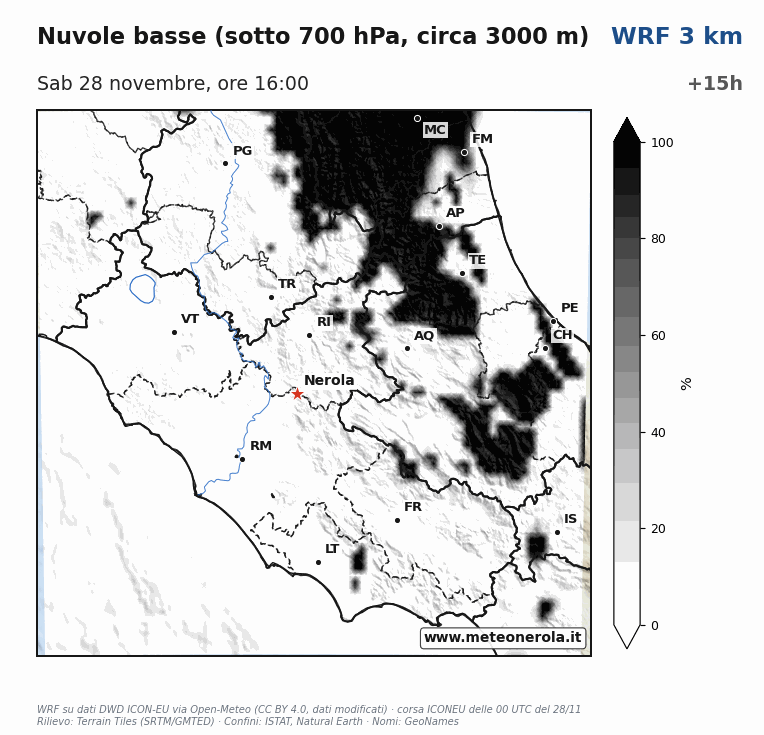 Nuvole basse (sotto 700 hPa, circa 3000 m) WRF 3 km
Sab 28 novembre, ore 16:00 +15h
MC
FM
PG
AP
TE
TR
PE
VT
RI
AQ
CH
Nerola
RM
FR
IS
LT
100
80
60
40
20
0
%
www.meteonerola.it
WRF su dati DWD ICON-EU via Open-Meteo (CC BY 4.0, dati modificati) · corsa ICONEU delle 00 UTC del 28/11
Rilievo: Terrain Tiles (SRTM/GMTED) · Confini: ISTAT, Natural Earth · Nomi: GeoNames